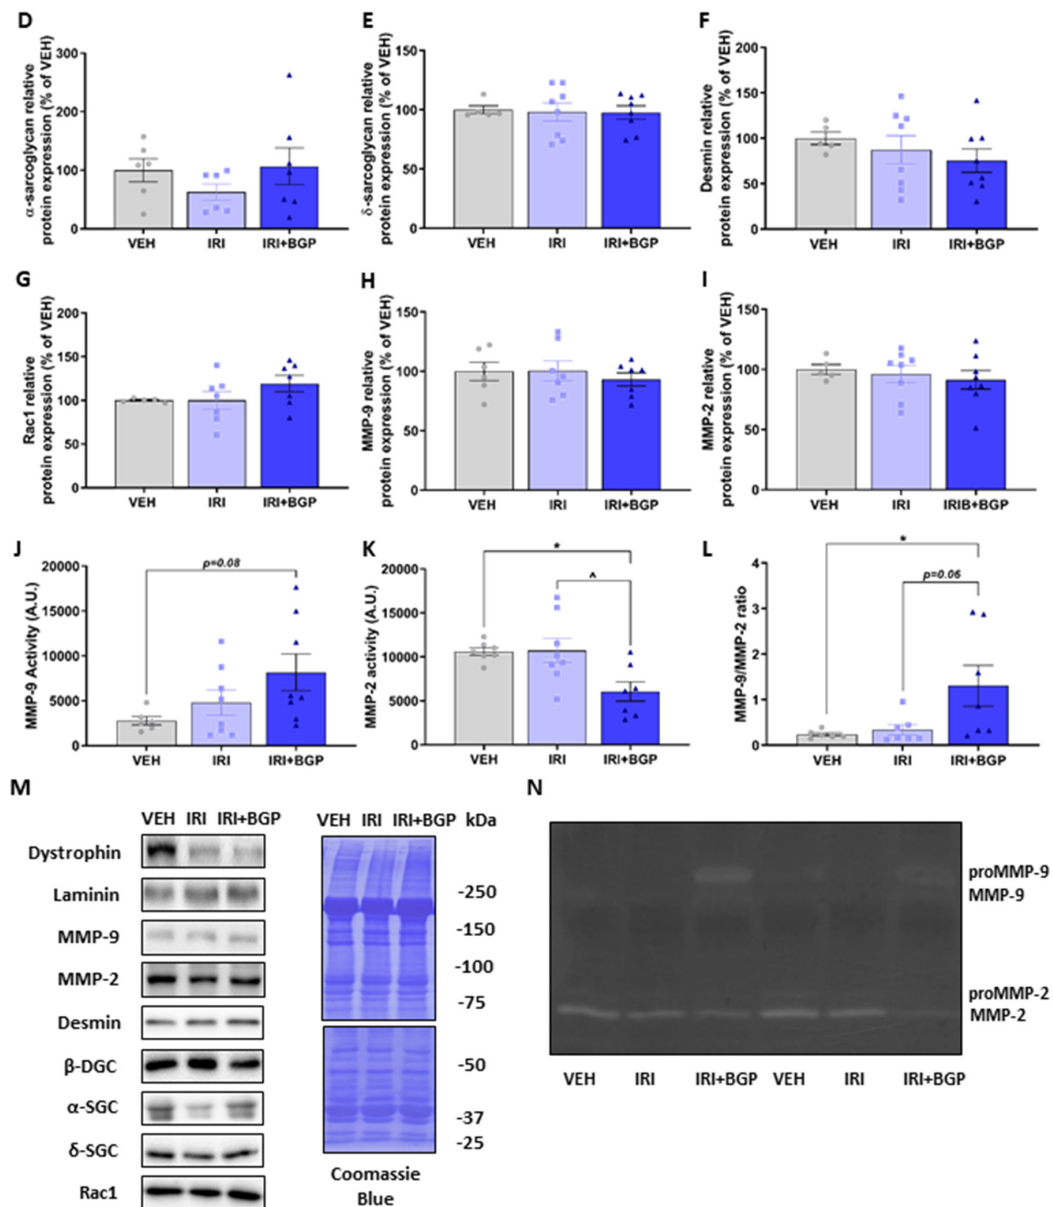 D
α-sarcoglycan relative
protein expression (% of VEH)
300
200
100
0
VEH IRI IRI+BGP
E
δ-sarcoglycan relative
protein expression (% of VEH)
150
100
50
0
VEH IRI IRI+BGP
F
Desmin relative
protein expression (% of VEH)
200
150
100
50
0
VEH IRI IRI+BGP
G
Rac1 relative
protein expression (% of VEH)
200
150
100
50
0
VEH IRI IRI+BGP
H
MMP-9 relative
protein expression (% of VEH)
150
100
50
0
VEH IRI IRI+BGP
I
MMP-2 relative
protein expression (% of VEH)
150
100
50
0
VEH IRI IRIB+BGP
J
MMP-9 Activity (A.U.)
20000
15000
10000
5000
0
p=0.08
VEH IRI IRI+BGP
K
MMP-2 activity (A.U.)
20000
15000
10000
5000
0
*
^
VEH IRI IRI+BGP
L
MMP-9/MMP-2 ratio
4
3
2
1
0
*
p=0.06
VEH IRI IRI+BGP
M
VEH IRI IRI+BGP
Dystrophin
Laminin
MMP-9
MMP-2
Desmin
β-DGC
α-SGC
δ-SGC
Rac1
VEH IRI IRI+BGP kDa
-250
-150
-100
-75
-50
-37
-25
Coomassie
Blue
N
proMMP-9
MMP-9
proMMP-2
MMP-2
VEH IRI IRI+BGP VEH IRI IRI+BGP